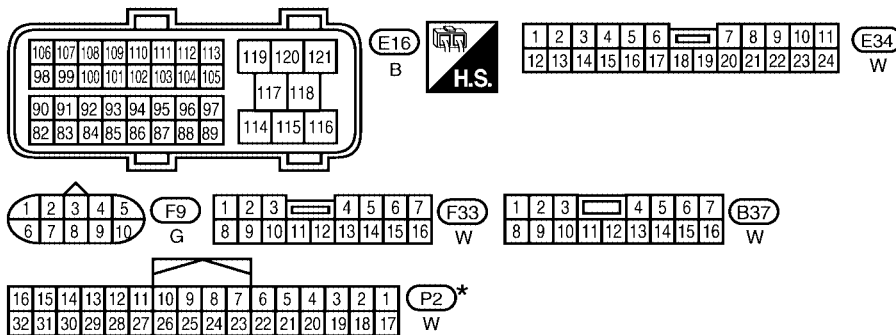 106 107 108 109 110 111 112 113
98 99 100 101 102 103 104 105
90 91 92 93 94 95 96 97
82 83 84 85 86 87 88 89
119 120 121
117 118
114 115 116
E16
B
H.S.
1 2 3 4 5 6 7 8 9 10 11
12 13 14 15 16 17 18 19 20 22 23 24
E34
W
1 2 3 4 5
6 7 8 9 10
F9
G
1 2 3 4 5 6 7
8 9 10 11 12 13 14 15 16
F33
W
1 2 3 4 5 6 7
8 9 10 11 12 13 14 15 16
B37
W
16 15 14 13 12 11 10 9 8 7 6 5 4 3 2 1
32 31 30 29 28 27 26 25 24 23 22 21 20 19 18 17
P2*
W